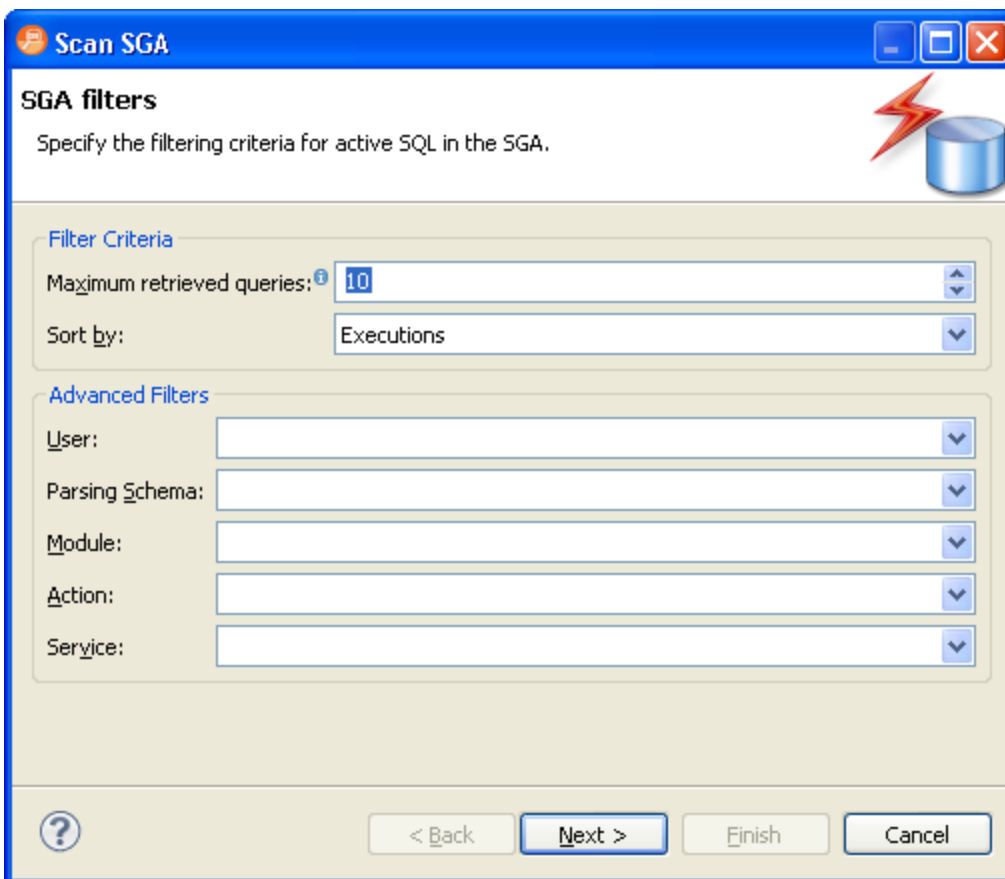 Scan SGA
SGA filters
Specify the filtering criteria for active SQL in the SGA.
Filter Criteria
Maximum retrieved queries: 10
Sort by: Executions
Advanced Filters
User:
Parsing Schema:
Module:
Action:
Service:
< Back Next > Finish Cancel